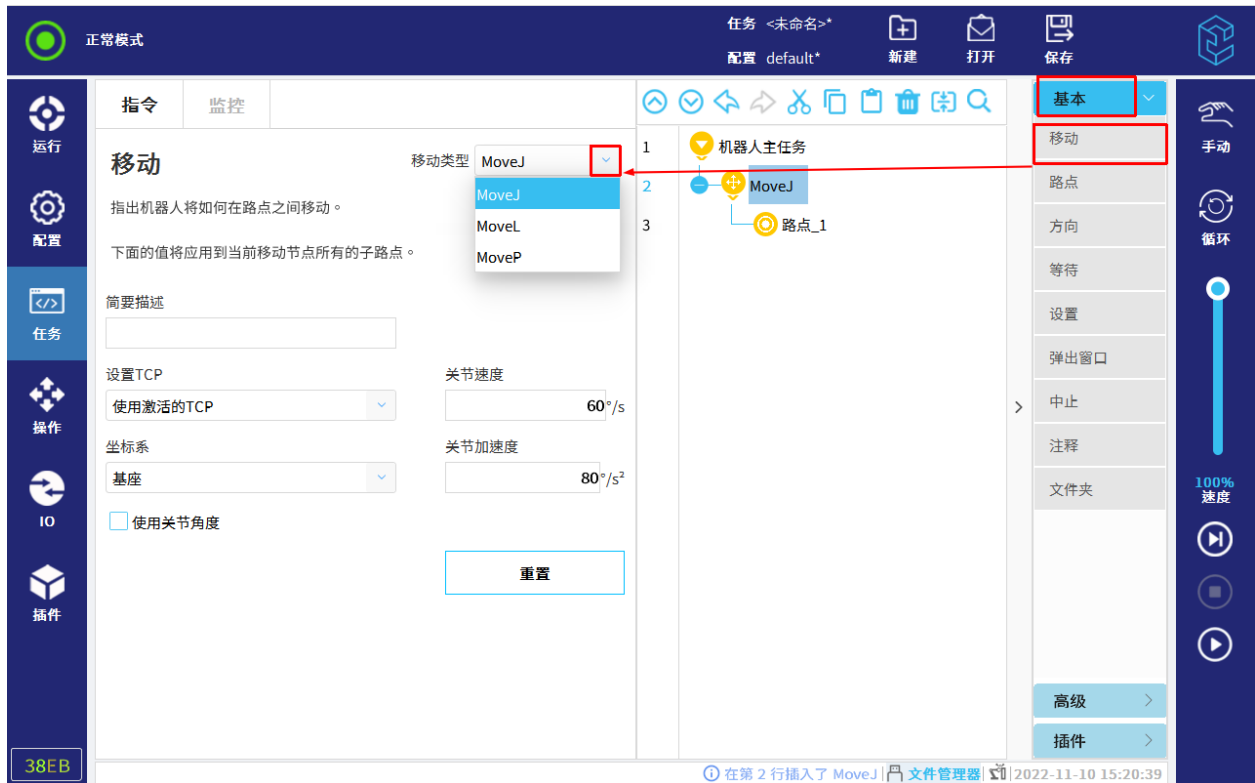 正常模式
任务 <未命名>*
配置 default*
新建
打开
保存
运行
配置
任务
操作
IO
插件
38EB
指令
监控
移动
移动类型 MoveJ
MoveJ
MoveL
MoveP
指出机器人将如何在路点之间移动。
下面的值将应用到当前移动节点所有的子路点。
简要描述
设置TCP
关节速度
使用激活的TCP
60 °/s
坐标系
关节加速度
基座
80 °/s²
使用关节角度
重置
1 机器人主任务
2 MoveJ
3 路点_1
基本
移动
路点
方向
等待
设置
弹出窗口
中止
注释
文件夹
高级
插件
手动
循环
100%
速度
在第 2 行插入了 MoveJ 文件管理器 2022-11-10 15:20:39